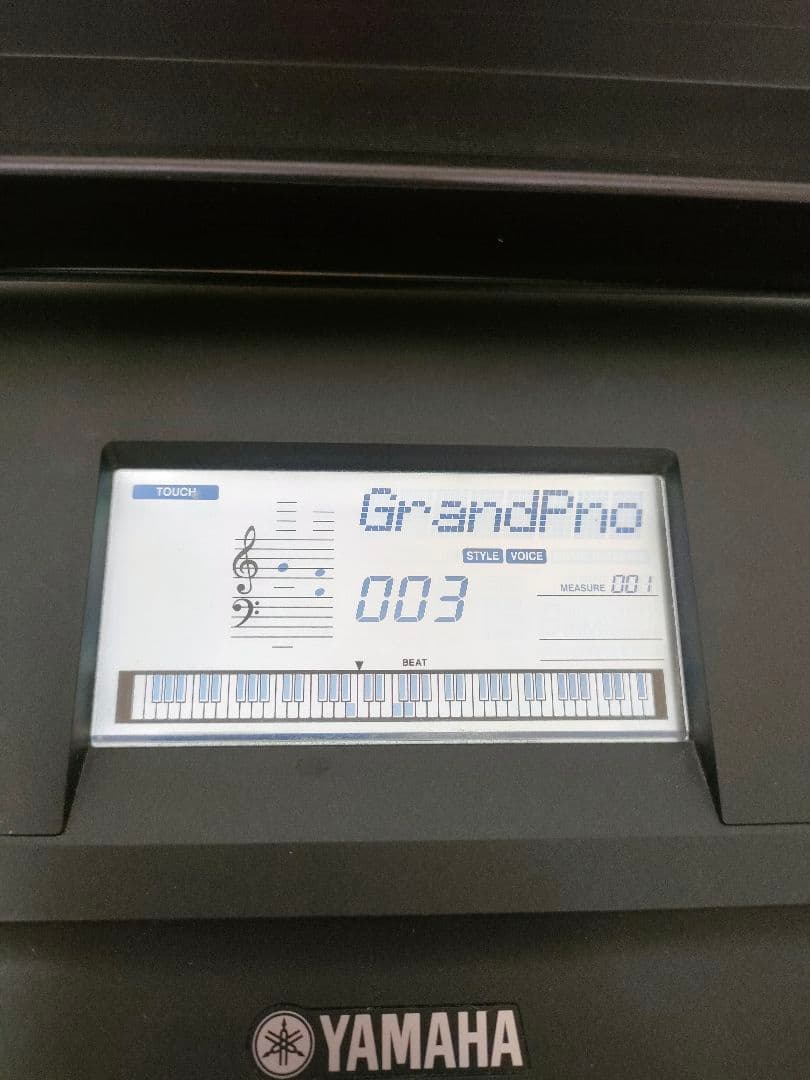 TOUCH
GrandPno
STYLE VOICE
003
MEASURE 001
BEAT
YAMAHA